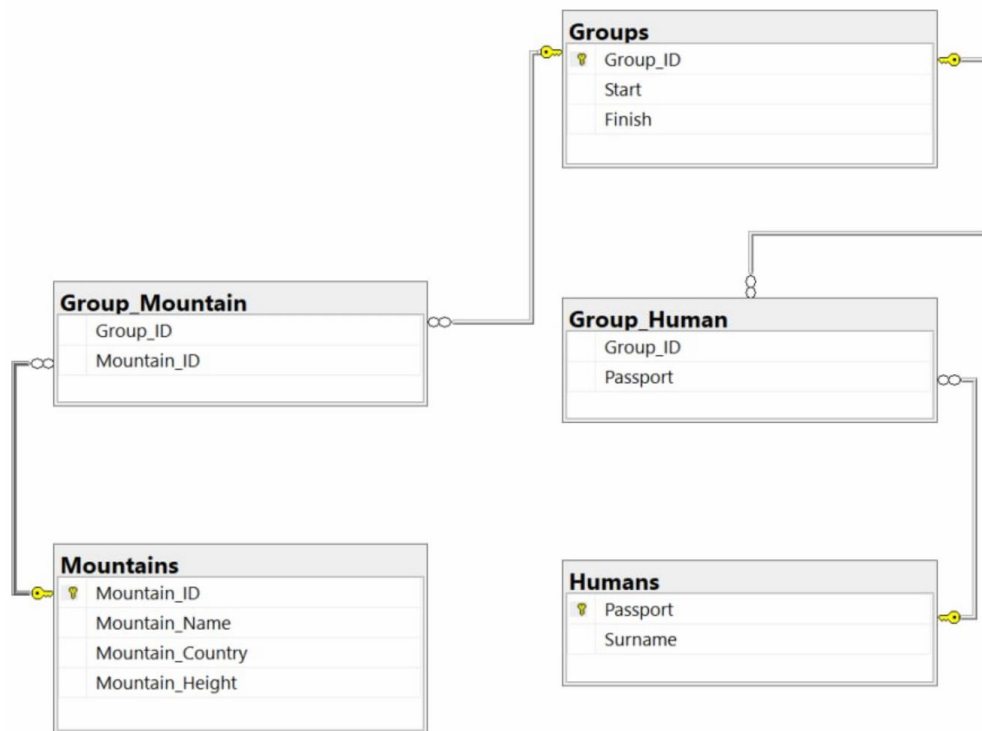 Groups
Group_ID
Start
Finish
Group_Mountain
Group_ID
Mountain_ID
Group_Human
Group_ID
Passport
Mountains
Mountain_ID
Mountain_Name
Mountain_Country
Mountain_Height
Humans
Passport
Surname